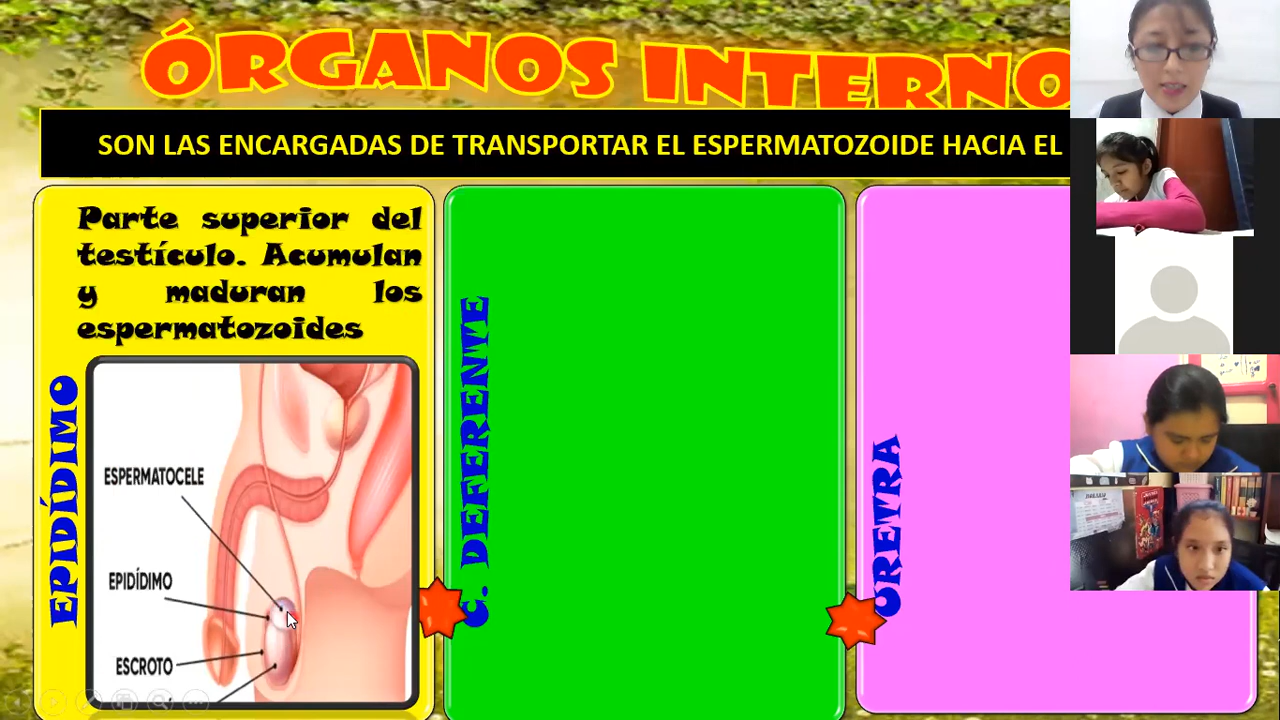 ÓRGANOS INTERNO
SON LAS ENCARGADAS DE TRANSPORTAR EL ESPERMATOZOIDE HACIA EL
Parte superior del
testículo. Acumulan
y maduran los
espermatozoides
EPIDÍDIMO
ESPERMATOCELE
EPIDÍDIMO
ESCROTO
C. DEFERENTE
URETRA